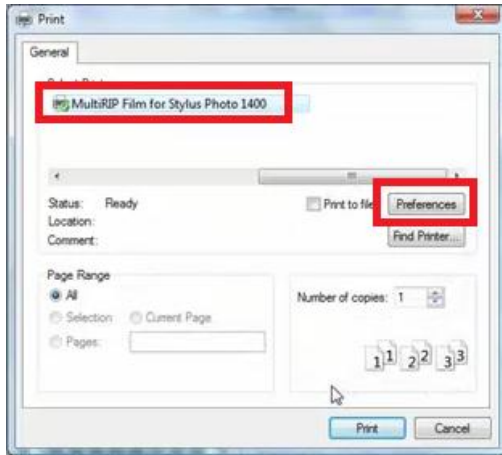 Print
General
MultiRIP Film for Stylus Photo 1400
Status: Ready
Print to file
Preferences
Location:
Comment:
Find Printer...
Page Range
All
Selection
Current Page
Pages:
Number of copies: 1
1 1 2 2 3 3
Print
Cancel